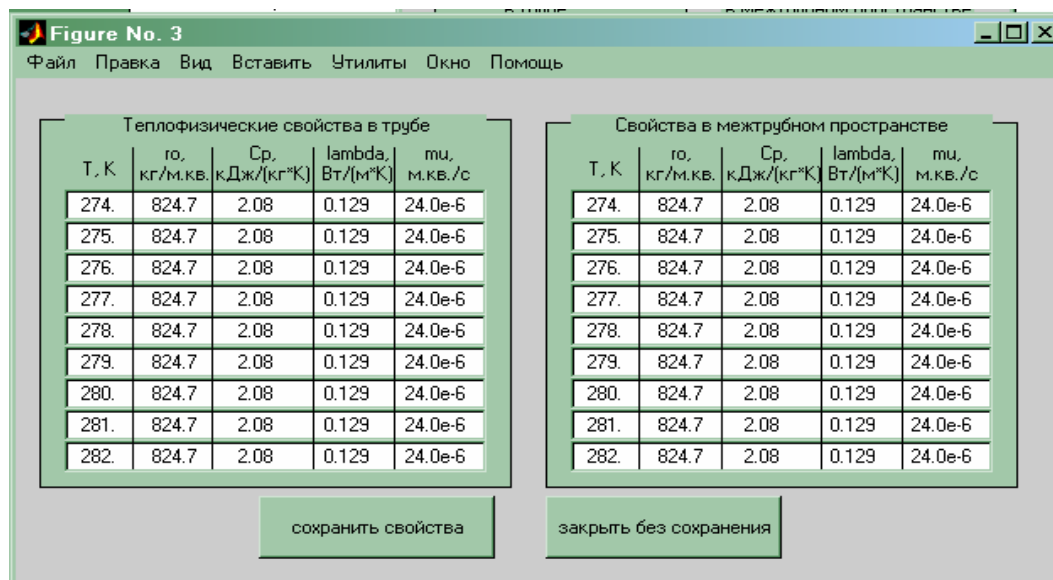 Figure No. 3
Файл Правка Вид Вставить Утилиты Окно Помощь
Теплофизические свойства в трубе
T, K ro, кг/м.кв. Cp, кДж/(кг*К) lambda, Вт/(м*К) mu, м.кв./с
274. 824.7 2.08 0.129 24.0e-6
275. 824.7 2.08 0.129 24.0e-6
276. 824.7 2.08 0.129 24.0e-6
277. 824.7 2.08 0.129 24.0e-6
278. 824.7 2.08 0.129 24.0e-6
279. 824.7 2.08 0.129 24.0e-6
280. 824.7 2.08 0.129 24.0e-6
281. 824.7 2.08 0.129 24.0e-6
282. 824.7 2.08 0.129 24.0e-6
Свойства в межтрубном пространстве
T, K ro, кг/м.кв. Cp, кДж/(кг*К) lambda, Вт/(м*К) mu, м.кв./с
274. 824.7 2.08 0.129 24.0e-6
275. 824.7 2.08 0.129 24.0e-6
276. 824.7 2.08 0.129 24.0e-6
277. 824.7 2.08 0.129 24.0e-6
278. 824.7 2.08 0.129 24.0e-6
279. 824.7 2.08 0.129 24.0e-6
280. 824.7 2.08 0.129 24.0e-6
281. 824.7 2.08 0.129 24.0e-6
282. 824.7 2.08 0.129 24.0e-6
сохранить свойства
закрыть без сохранения